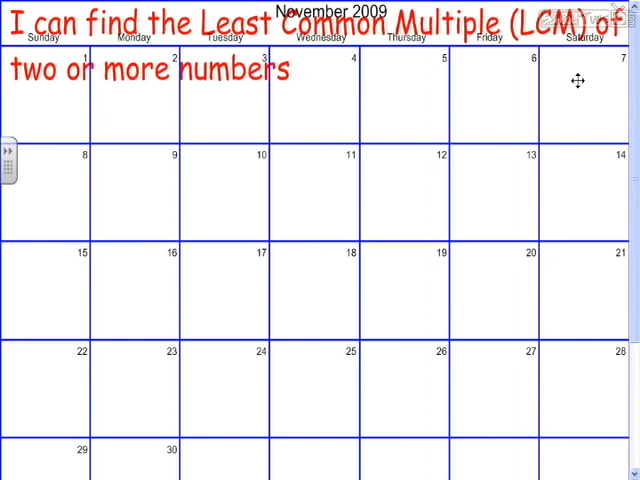 I can find the Least Common Multiple (LCM) of
two or more numbers
November 2009
Sunday Monday Tuesday Wednesday Thursday Friday Saturday
1 2 3 4 5 6 7
8 9 10 11 12 13 14
15 16 17 18 19 20 21
22 23 24 25 26 27 28
29 30